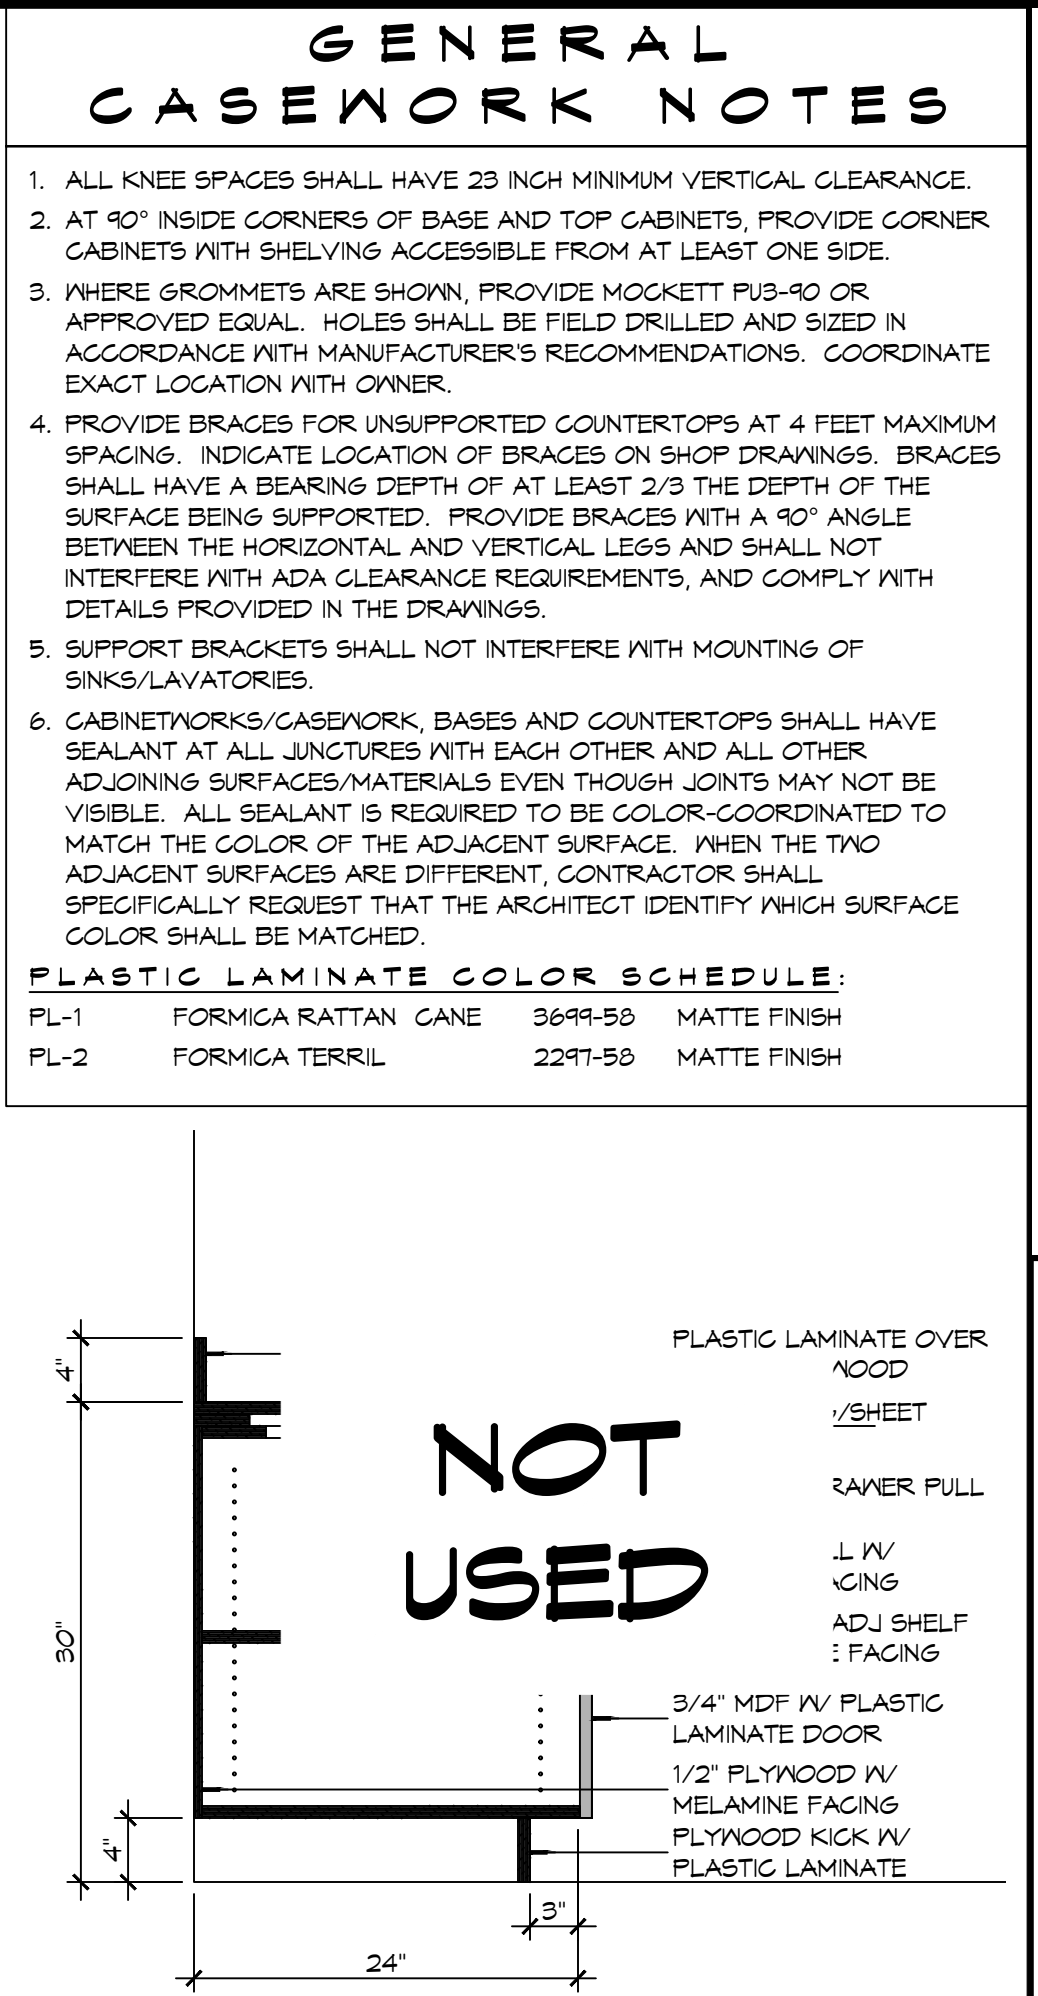 GENERAL
CASEWORK NOTES
1. ALL KNEE SPACES SHALL HAVE 23 INCH MINIMUM VERTICAL CLEARANCE.
2. AT 90° INSIDE CORNERS OF BASE AND TOP CABINETS, PROVIDE CORNER
CABINETS WITH SHELVING ACCESSIBLE FROM AT LEAST ONE SIDE.
3. WHERE GROMMETS ARE SHOWN, PROVIDE MOCKETT PU3-90 OR
APPROVED EQUAL. HOLES SHALL BE FIELD DRILLED AND SIZED IN
ACCORDANCE WITH MANUFACTURER'S RECOMMENDATIONS. COORDINATE
EXACT LOCATION WITH OWNER.
4. PROVIDE BRACES FOR UNSUPPORTED COUNTERTOPS AT 4 FEET MAXIMUM
SPACING. INDICATE LOCATION OF BRACES ON SHOP DRAWINGS. BRACES
SHALL HAVE A BEARING DEPTH OF AT LEAST 2/3 THE DEPTH OF THE
SURFACE BEING SUPPORTED. PROVIDE BRACES WITH A 90° ANGLE
BETWEEN THE HORIZONTAL AND VERTICAL LEGS AND SHALL NOT
INTERFERE WITH ADA CLEARANCE REQUIREMENTS, AND COMPLY WITH
DETAILS PROVIDED IN THE DRAWINGS.
5. SUPPORT BRACKETS SHALL NOT INTERFERE WITH MOUNTING OF
SINKS/LAVATORIES.
6. CABINETWORKS/CASEWORK, BASES AND COUNTERTOPS SHALL HAVE
SEALANT AT ALL JUNCTURES WITH EACH OTHER AND ALL OTHER
ADJOINING SURFACES/MATERIALS EVEN THOUGH JOINTS MAY NOT BE
VISIBLE. ALL SEALANT IS REQUIRED TO BE COLOR-COORDINATED TO
MATCH THE COLOR OF THE ADJACENT SURFACE. WHEN THE TWO
ADJACENT SURFACES ARE DIFFERENT, CONTRACTOR SHALL
SPECIFICALLY REQUEST THAT THE ARCHITECT IDENTIFY WHICH SURFACE
COLOR SHALL BE MATCHED.
PLASTIC LAMINATE COLOR SCHEDULE:
PL-1 FORMICA RATTAN CANE 3699-58 MATTE FINISH
PL-2 FORMICA TERRIL 2297-58 MATTE FINISH
4"
30"
4"
PLASTIC LAMINATE OVER
WOOD
/SHEET
RAWER PULL
L W/
ACING
ADJ SHELF
FACING
NOT
USED
3/4" MDF W/ PLASTIC
LAMINATE DOOR
1/2" PLYWOOD W/
MELAMINE FACING
PLYWOOD KICK W/
PLASTIC LAMINATE
3"
24"